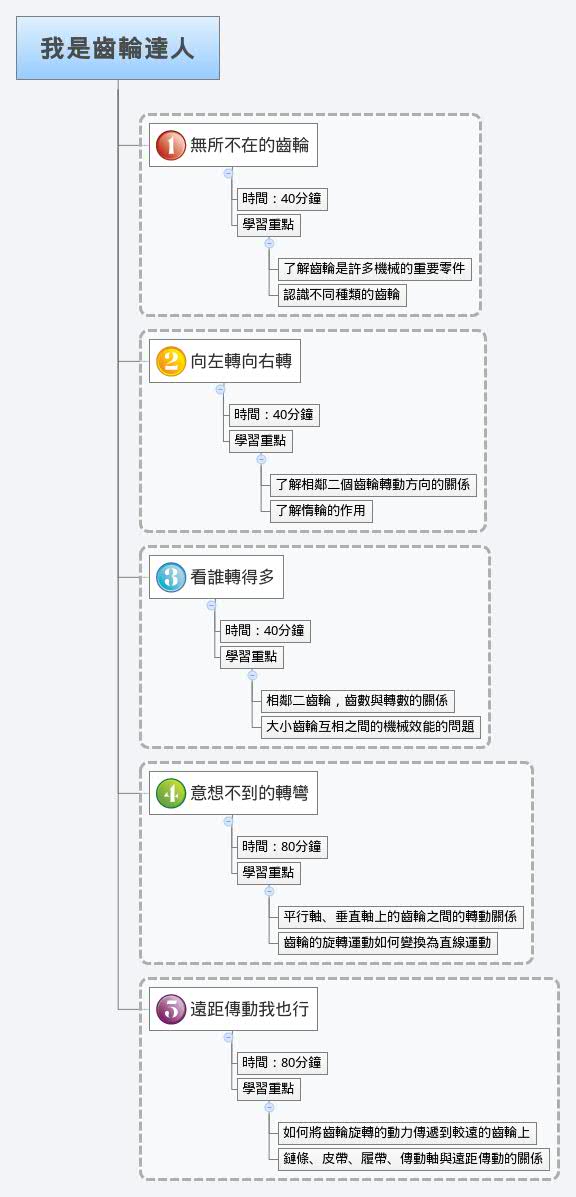 我是齒輪達人
1 無所不在的齒輪
時間：40分鐘
學習重點
了解齒輪是許多機械的重要零件
認識不同種類的齒輪
2 向左轉向右轉
時間：40分鐘
學習重點
了解相鄰二個齒輪轉動方向的關係
了解惰輪的作用
3 看誰轉得多
時間：40分鐘
學習重點
相鄰二齒輪，齒數與轉數的關係
大小齒輪互相之間的機械效能的問題
4 意想不到的轉彎
時間：80分鐘
學習重點
平行軸、垂直軸上的齒輪之間的轉動關係
齒輪的旋轉運動如何變換為直線運動
5 遠距傳動我也行
時間：80分鐘
學習重點
如何將齒輪旋轉的動力傳遞到較遠的齒輪上
鏈條、皮帶、履帶、傳動軸與遠距傳動的關係